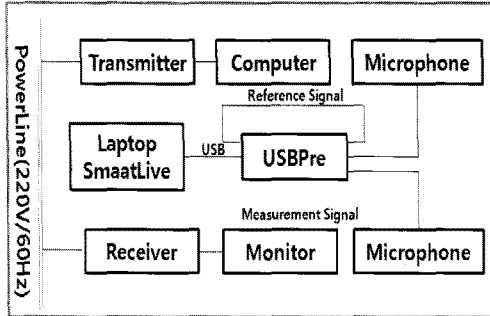 PowerLine(220V/60Hz)
Transmitter
Computer
Microphone
Reference Signal
Laptop
SmaatLive
USB
USBPre
Measurement Signal
Receiver
Monitor
Microphone